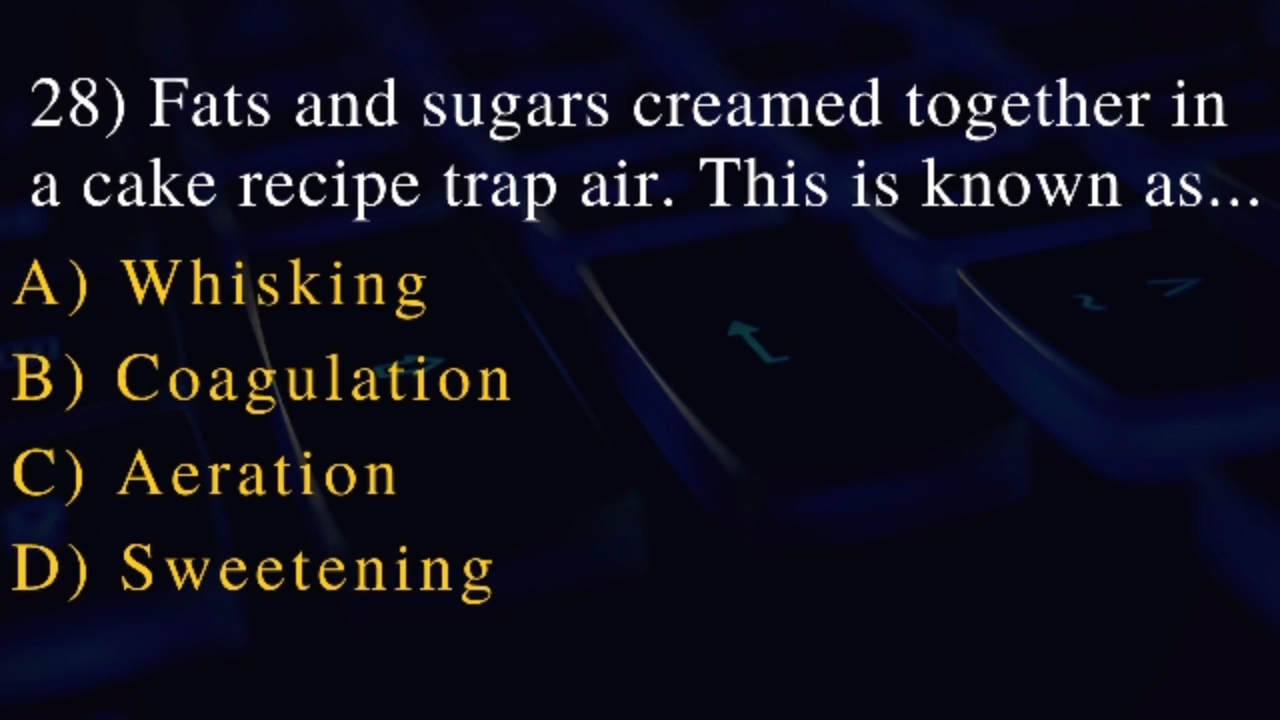 28) Fats and sugars creamed together in
a cake recipe trap air. This is known as...
A) Whisking
B) Coagulation
C) Aeration
D) Sweetening